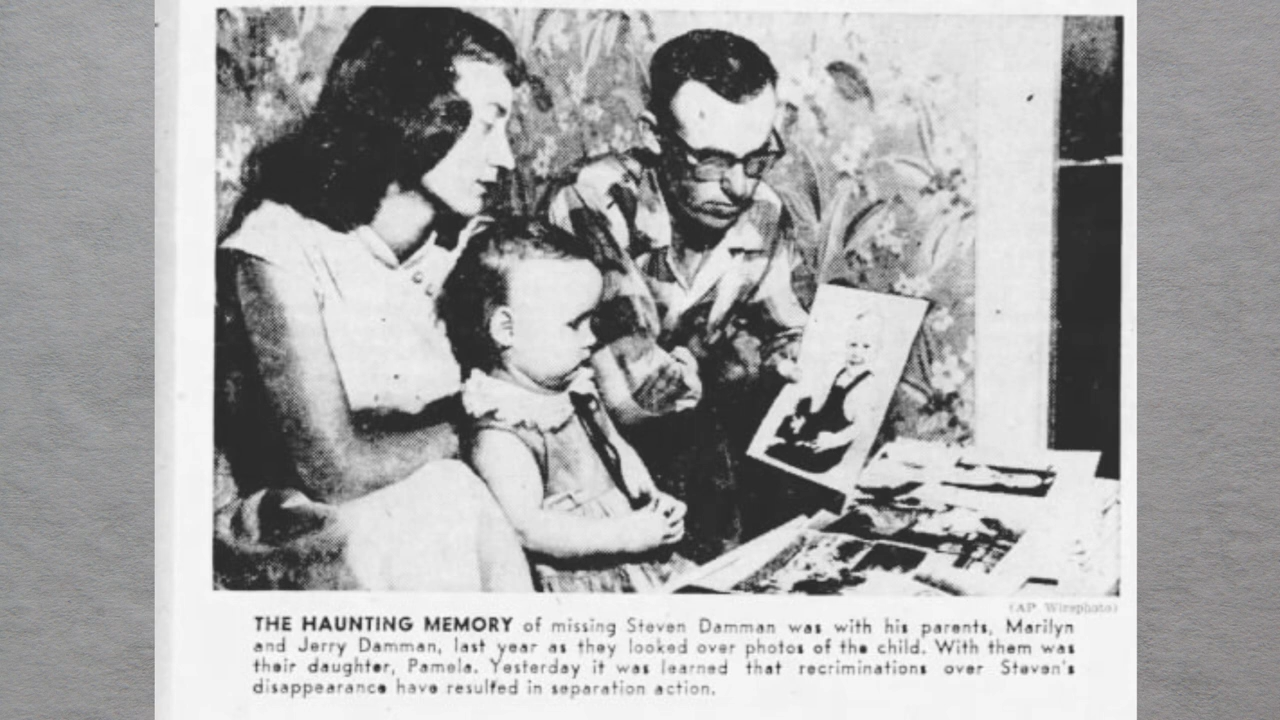 (AP Wirephoto)
THE HAUNTING MEMORY of missing Steven Damman was with his parents, Marilyn
and Jerry Damman, last year as they looked over photos of the child. With them was
their daughter, Pamela. Yesterday it was learned that recriminations over Steven's
disappearance have resulted in separation action.